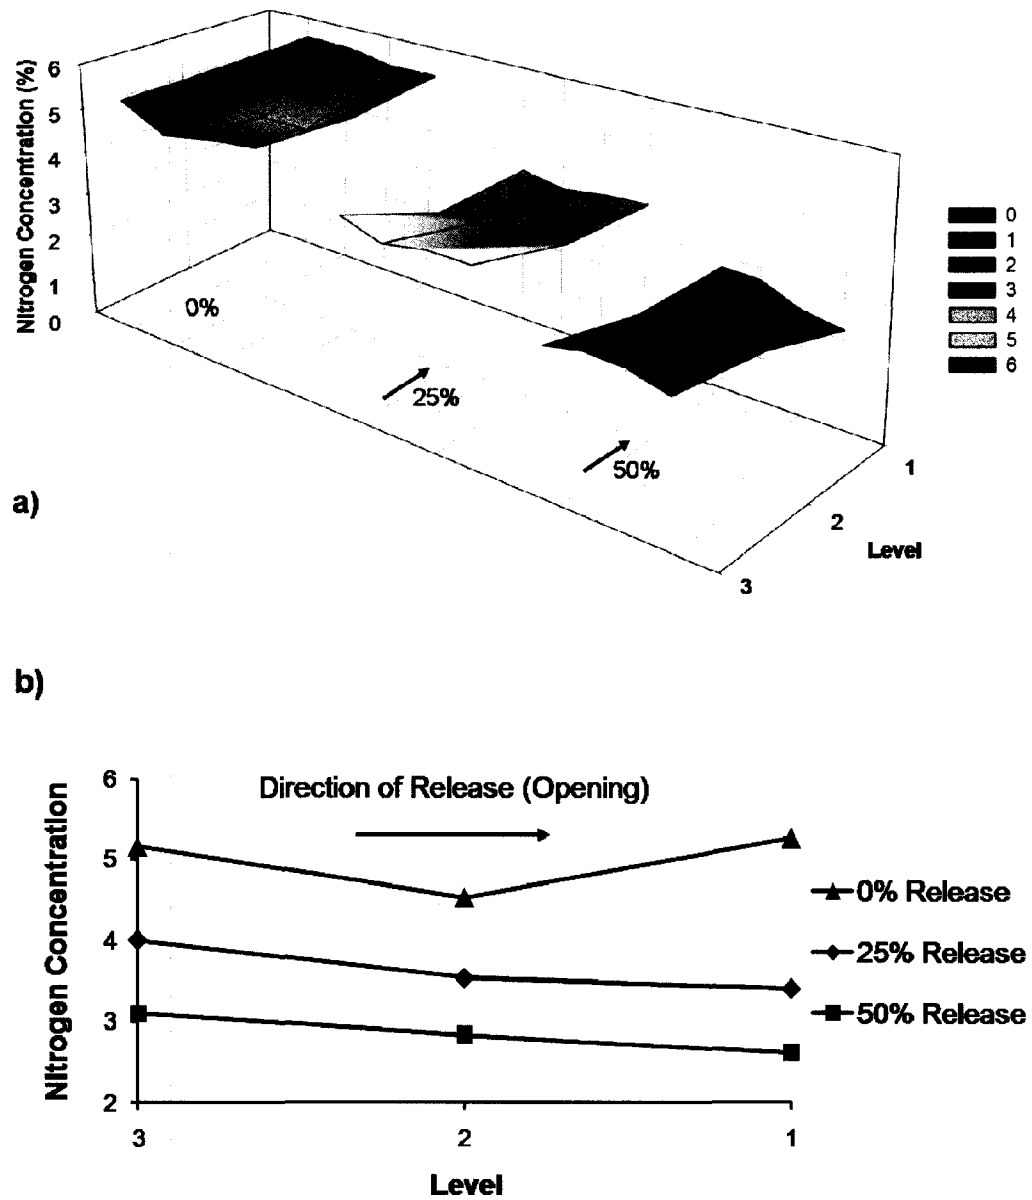 Nitrogen Concentration (%)
6
5
4
3
2
1
0
0%
25%
50%
1
2
3
Level
0
1
2
3
4
5
6
a)
b)
Direction of Release (Opening)
Nitrogen Concentration
6
5
4
3
2
3
2
1
Level
0% Release
25% Release
50% Release